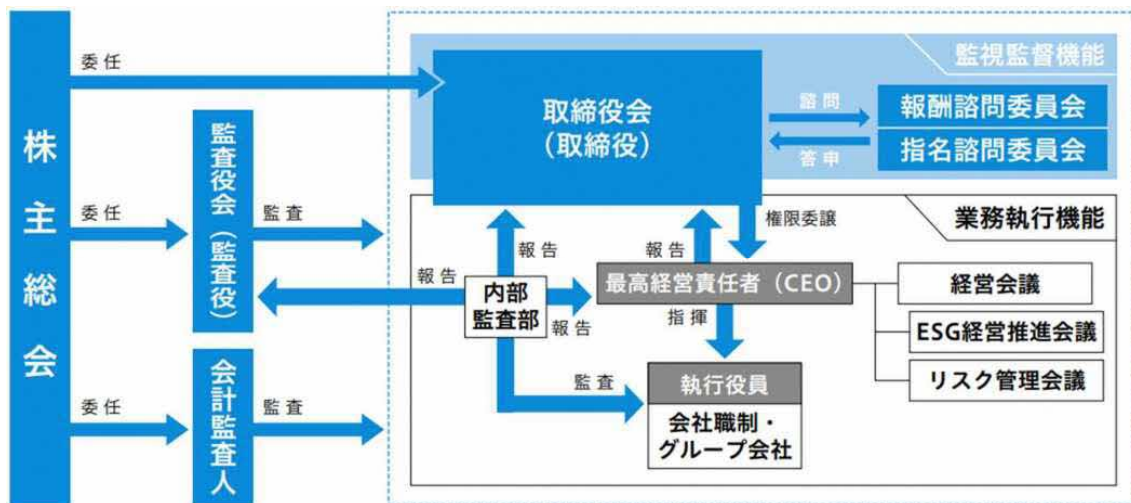 株主総会
委任
委任
委任
監査役会（監査役）
会計監査人
監査
監査
監視監督機能
取締役会
（取締役）
諮問
答申
報酬諮問委員会
指名諮問委員会
業務執行機能
報告
報告
権限委譲
報告
内部
監査部
報告
最高経営責任者（CEO）
指揮
監査
執行役員
会社職制・
グループ会社
経営会議
ESG経営推進会議
リスク管理会議